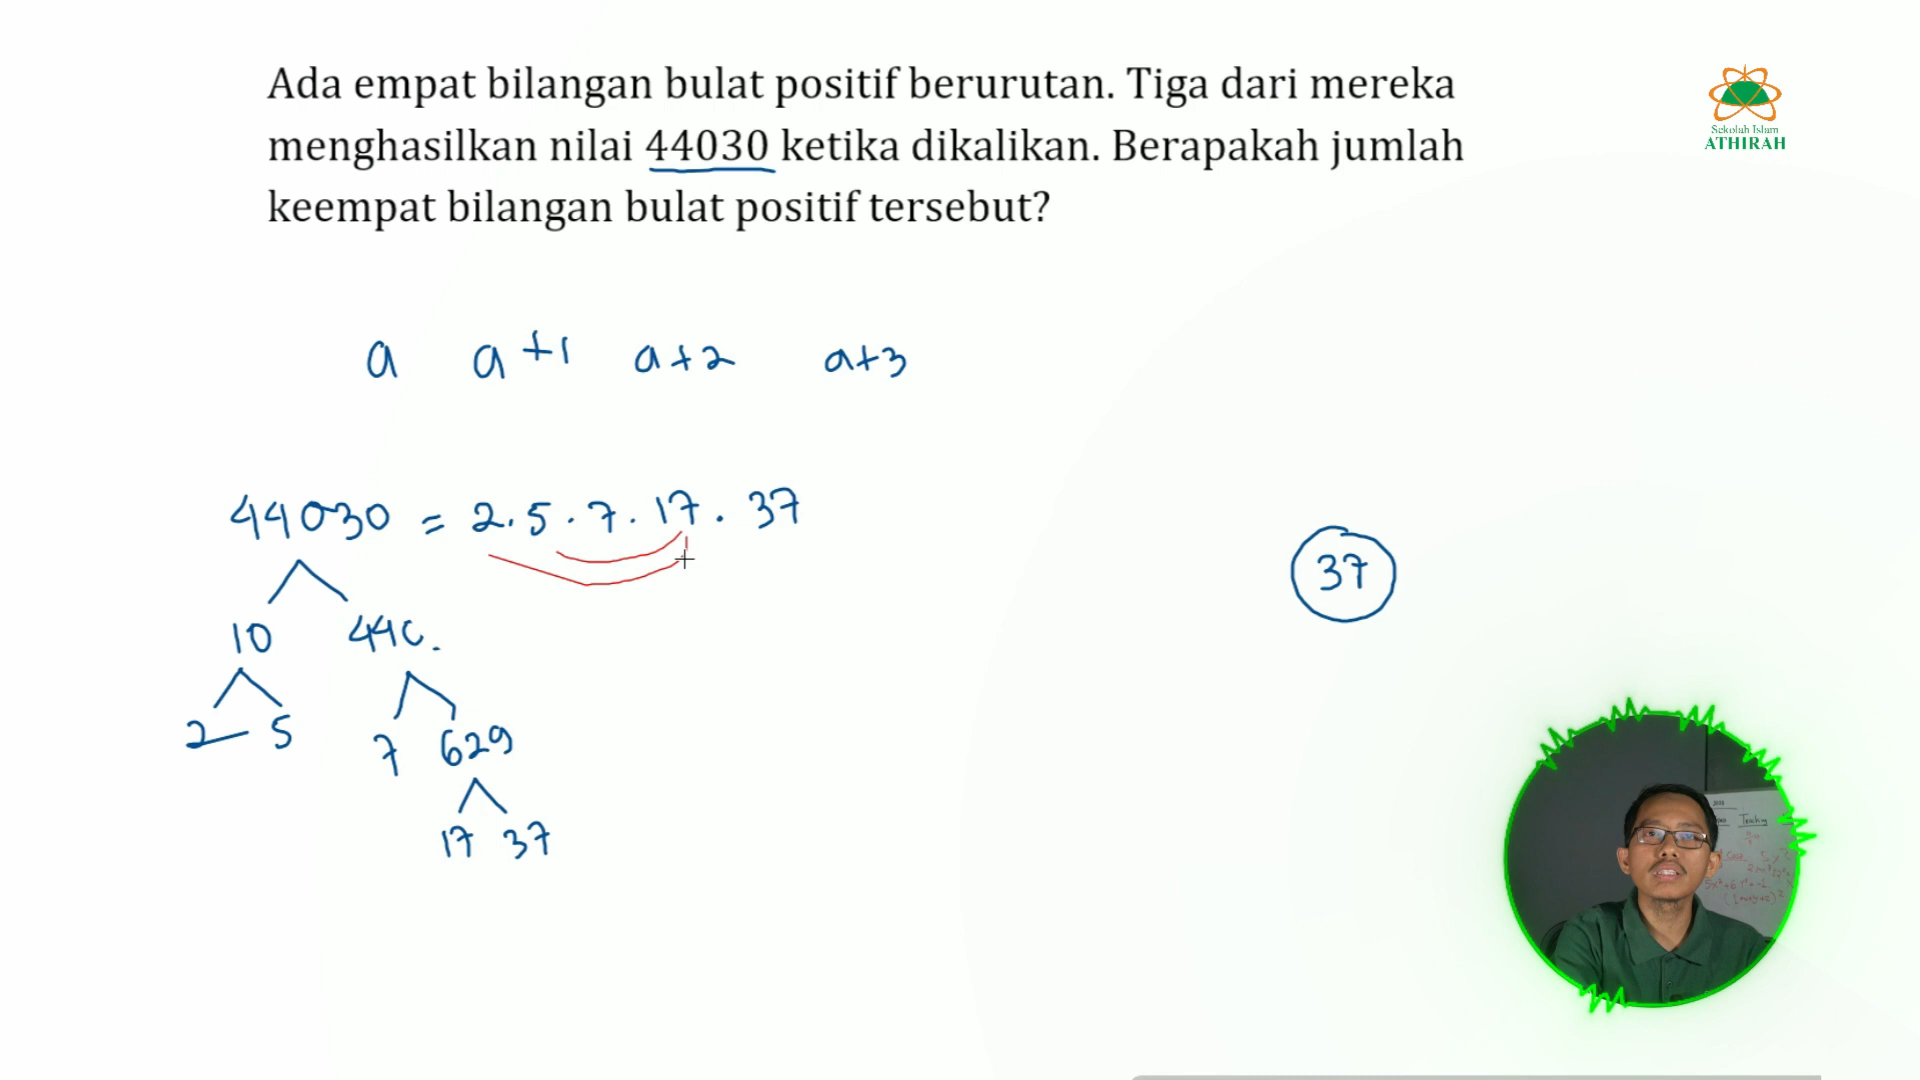 Ada empat bilangan bulat positif berurutan. Tiga dari mereka
menghasilkan nilai 44030 ketika dikalikan. Berapakah jumlah
keempat bilangan bulat positif tersebut?
Sekolah Islam
ATHIRAH
a a+1 a+2 a+3
44030 = 2.5.7.17.37
37
10 440.
2 5 7 629
17 37
Teach